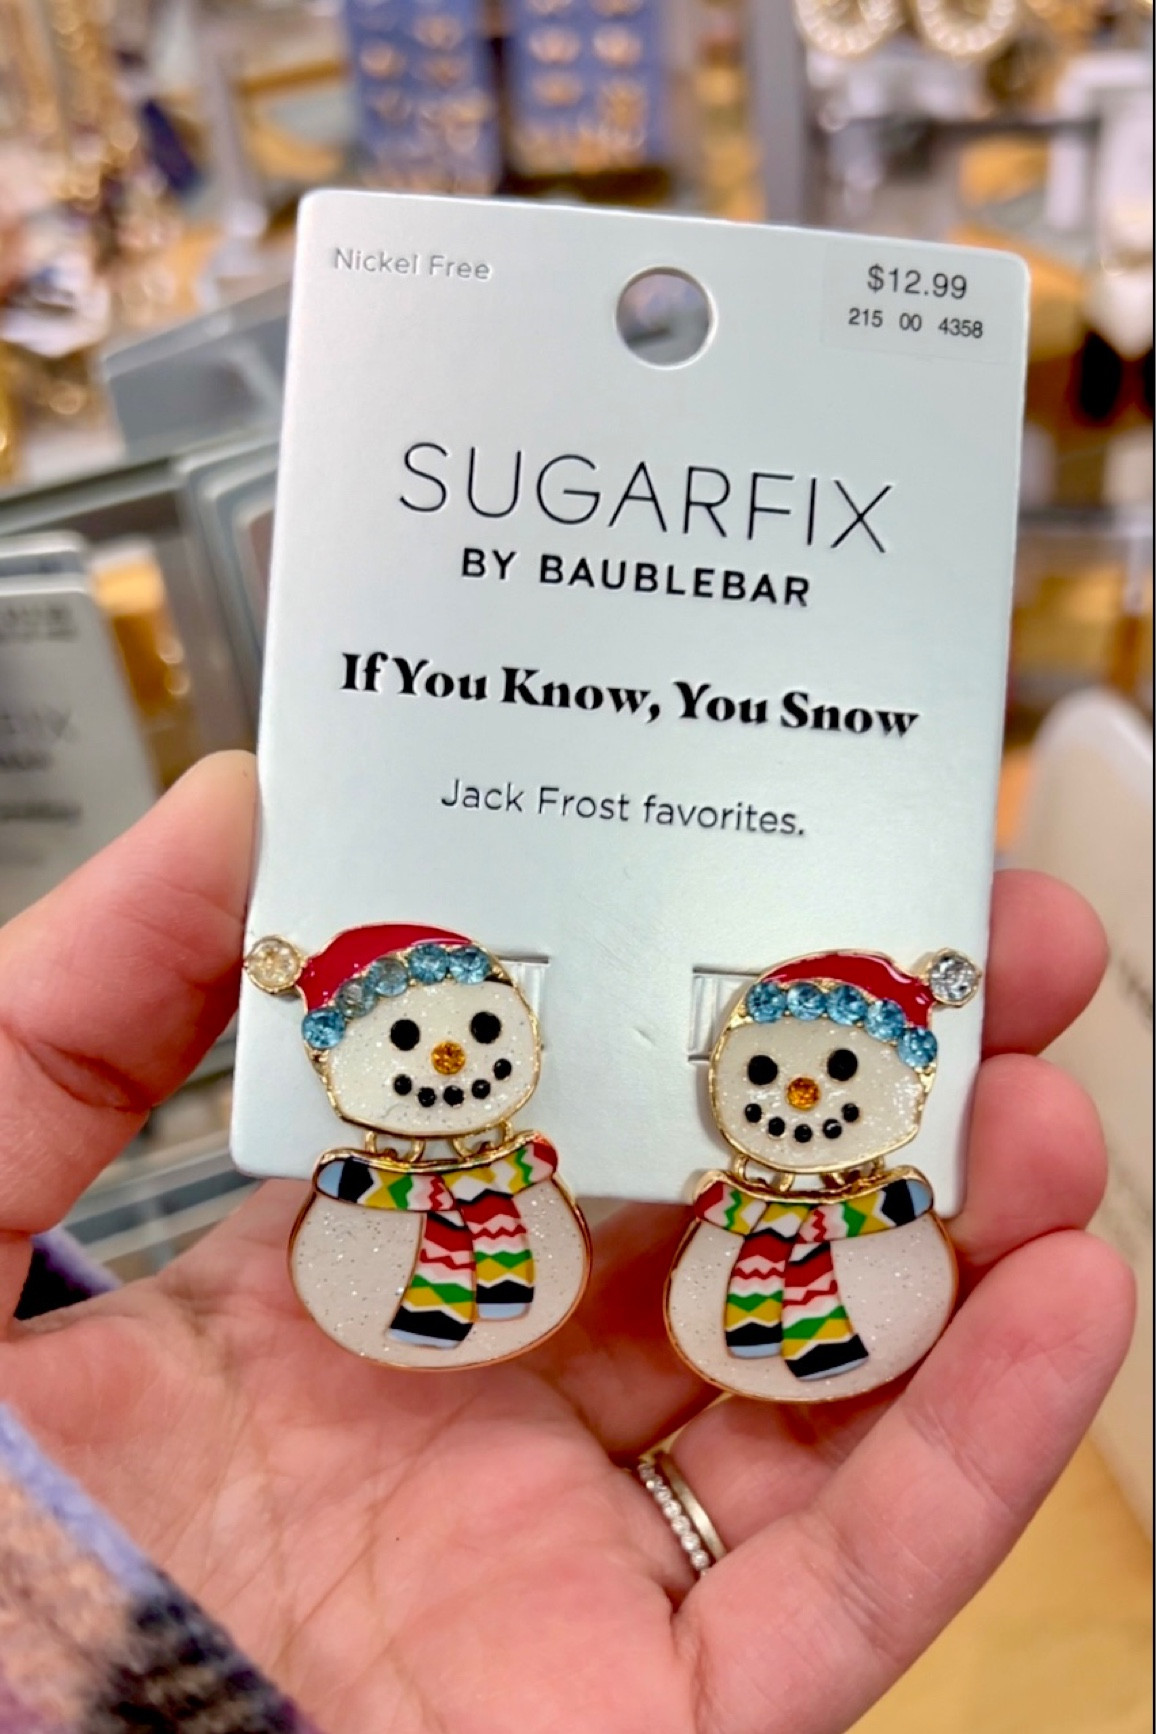 Nickel Free
$12.99
215 00 4358
SUGARFIX
BY BAUBLEBAR
If You Know, You Snow
Jack Frost favorites.